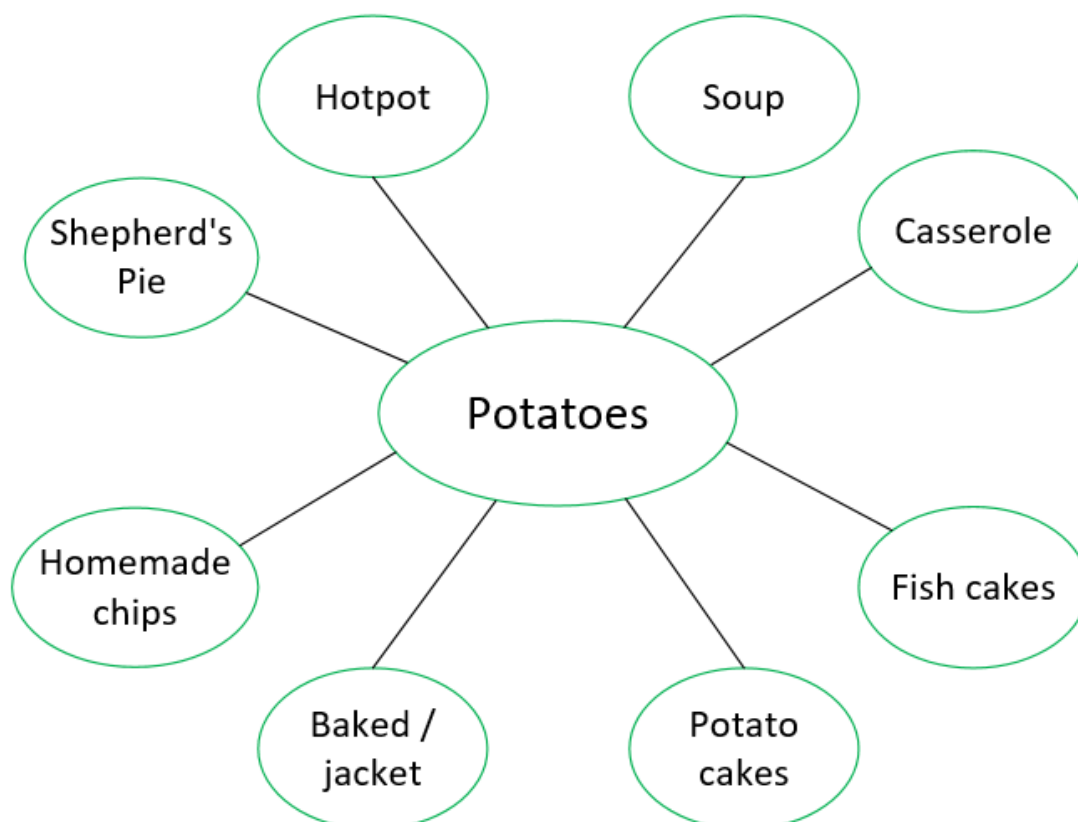 Hotpot
Soup
Shepherd's
Pie
Casserole
Potatoes
Homemade
chips
Fish cakes
Baked /
jacket
Potato
cakes